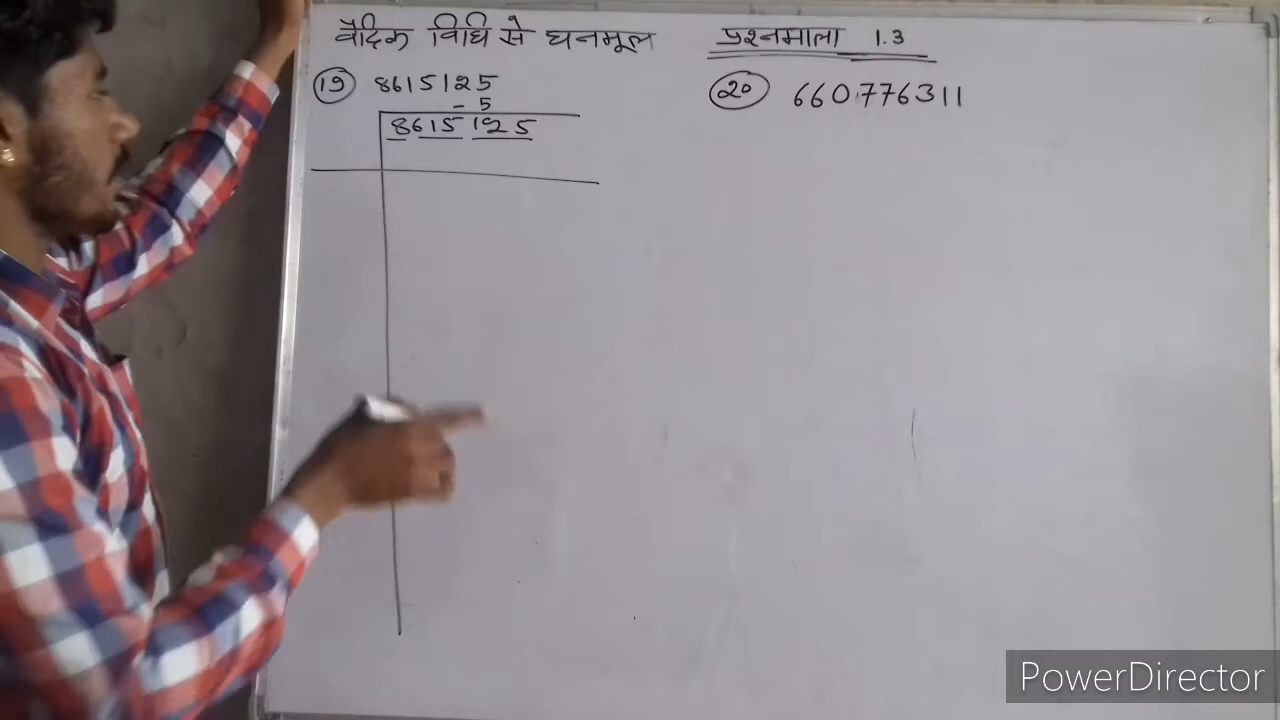 वैदिक विधि से घनमूल
प्रश्नमाला 1.3
(19) 8615125
- 5
8615125
(20) 660776311
PowerDirector